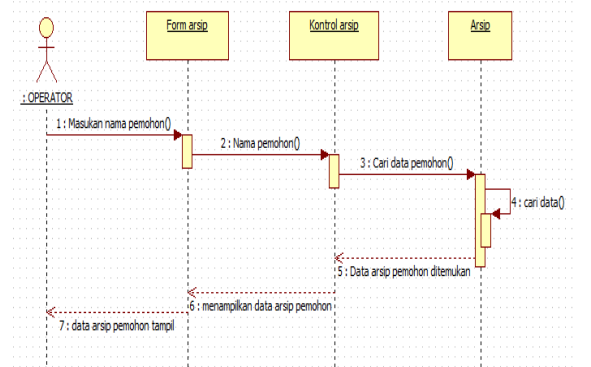 Form arsip
Kontrol arsip
Arsip
: OPERATOR
1 : Masukan nama pemohon()
2 : Nama pemohon()
3 : Cari data pemohon()
4 : cari data()
5 : Data arsip pemohon ditemukan
6 : menampilkan data arsip pemohon
7 : data arsip pemohon tampil